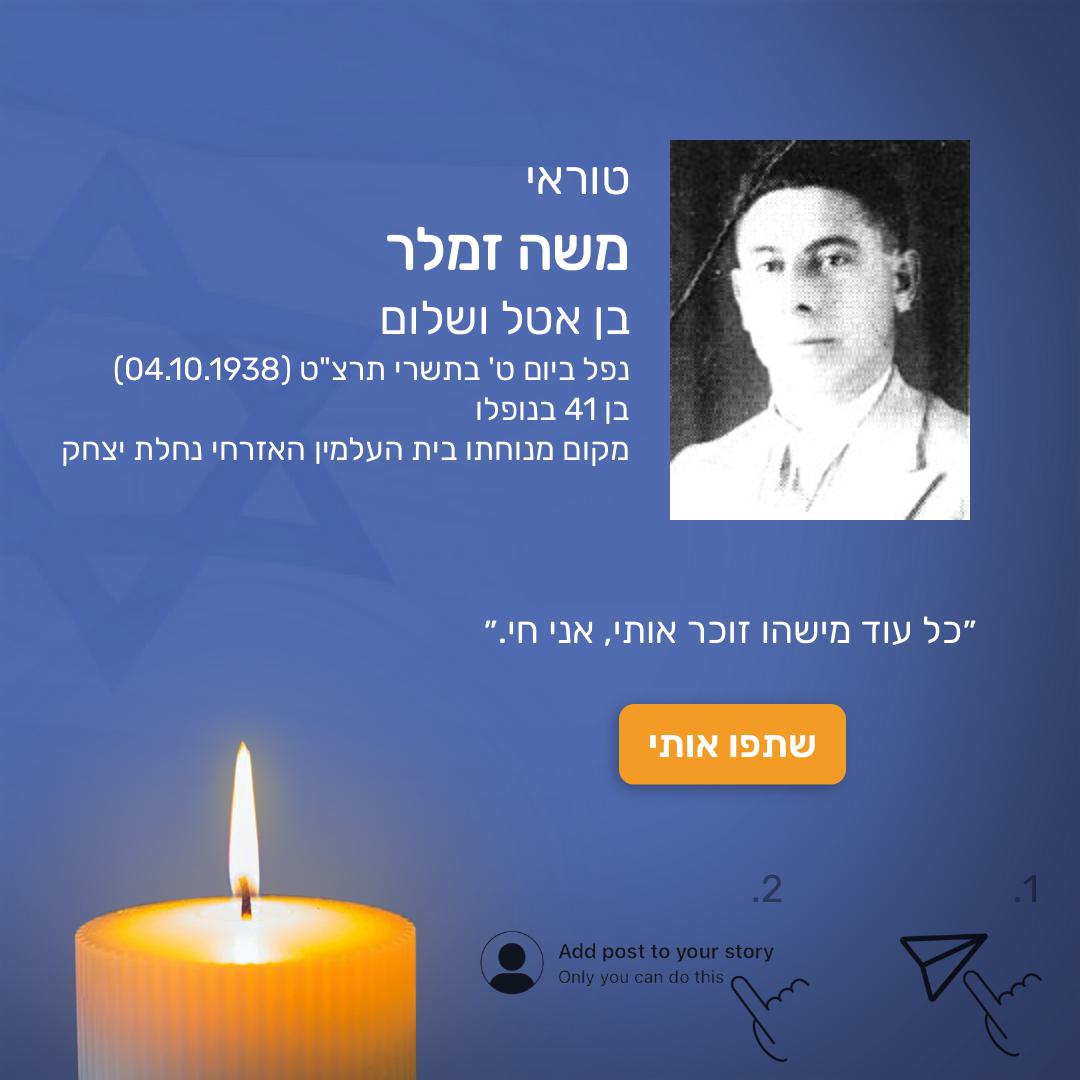 טוראי
משה זמלר
בן אטל ושלום
נפל ביום ט' בתשרי תרצ"ט (04.10.1938)
בן 41 בנופלו
מקום מנוחתו בית העלמין האזרחי נחלת יצחק
״כל עוד מישהו זוכר אותי, אני חי.״
שתפו אותי
1.
2.
Add post to your story
Only you can do this